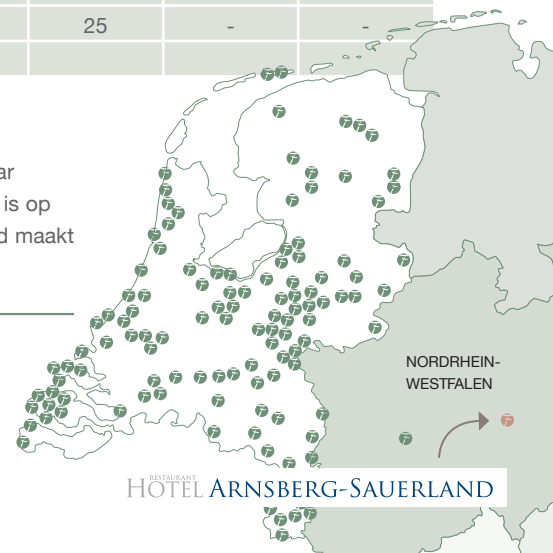 25 - -
ar
is op
d maakt
NORDRHEIN-
WESTFALEN
RESTAURANT
HOTEL ARNSBERG-SAUERLAND